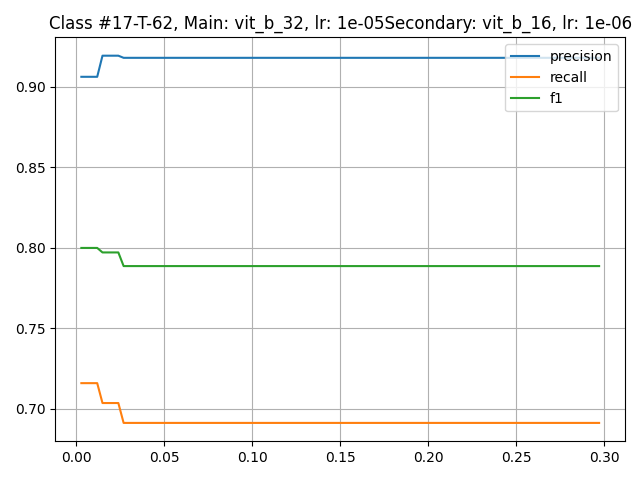 Class #17-T-62, Main: vit_b_32, lr: 1e-05Secondary: vit_b_16, lr: 1e-06
precision
recall
f1
0.90
0.85
0.80
0.75
0.70
0.00 0.05 0.10 0.15 0.20 0.25 0.30